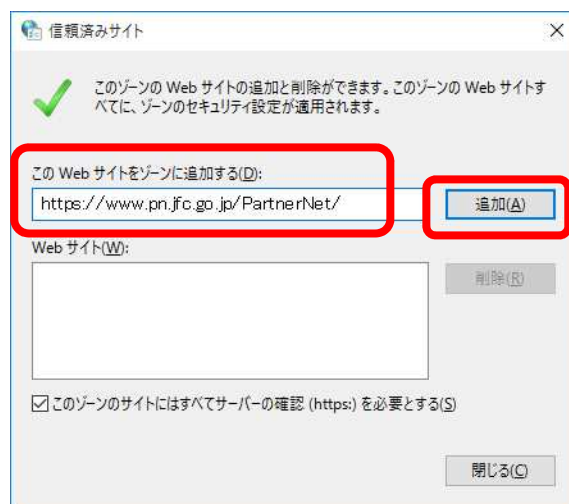 信頼済みサイト
このゾーンの Web サイトの追加と削除ができます。このゾーンの Web サイトす
べてに、ゾーンのセキュリティ設定が適用されます。
この Web サイトをゾーンに追加する(D):
https://www.pn.jfc.go.jp/PartnerNet/
追加(A)
Web サイト(W):
削除(R)
このゾーンのサイトにはすべてサーバーの確認 (https:) を必要とする(S)
閉じる(C)